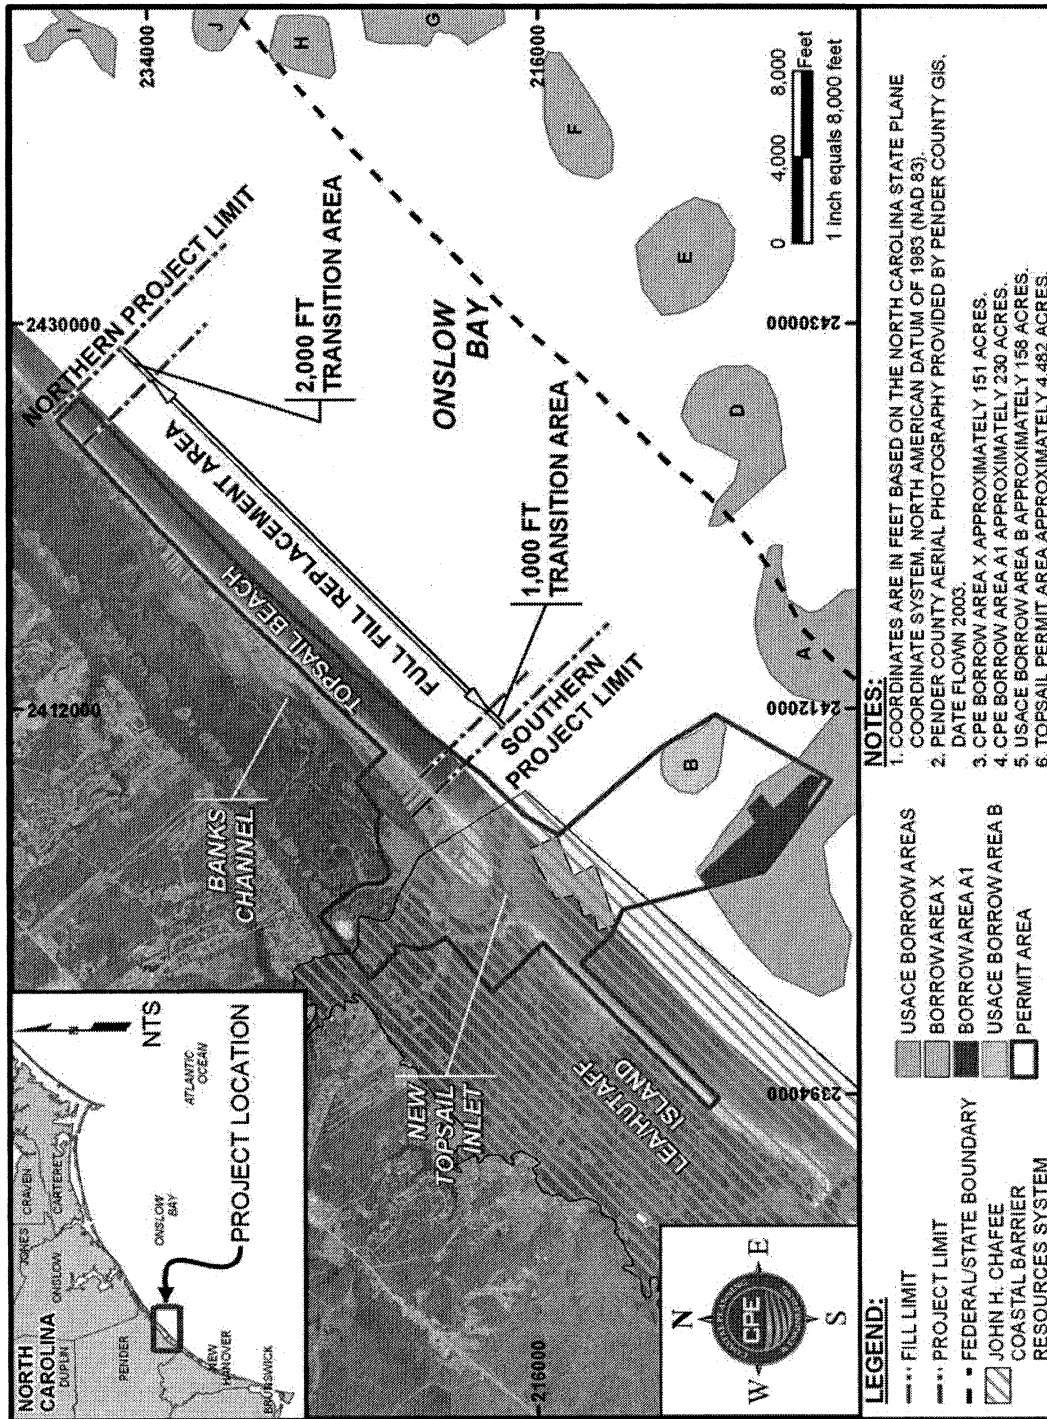 NORTH
CAROLINA
JONES
CRAVEN
CARTERET
ONSLOW
DUPLIN
PENDER
NEW
HANOVER
BRUNSWICK
ONSLOW
BAY
ATLANTIC
OCEAN
N
NTS
PROJECT LOCATION
BANKS
CHANNEL
NEW
TOPSAIL
INLET
LEA/HUTAFF
ISLAND
TOPSAIL BEACH
FULL FILL REPLACEMENT AREA
NORTHERN PROJECT LIMIT
2,000 FT
TRANSITION AREA
1,000 FT
TRANSITION AREA
SOUTHERN
PROJECT LIMIT
ONSLOW
BAY
2430000
2412000
234000
216000
216000
2394000
2412000
2430000
I
J
H
G
F
E
D
A
B
0 4,000 8,000
Feet
1 inch equals 8,000 feet
N
W E
S
CPE
LEGEND:
FILL LIMIT
PROJECT LIMIT
FEDERAL/STATE BOUNDARY
JOHN H. CHAFEE
COASTAL BARRIER
RESOURCES SYSTEM
USACE BORROW AREAS
BORROW AREA X
BORROW AREA A1
USACE BORROW AREA B
PERMIT AREA
NOTES:
1. COORDINATES ARE IN FEET BASED ON THE NORTH CAROLINA STATE PLANE
COORDINATE SYSTEM, NORTH AMERICAN DATUM OF 1983 (NAD 83).
2. PENDER COUNTY AERIAL PHOTOGRAPHY PROVIDED BY PENDER COUNTY GIS.
DATE FLOWN 2003.
3. CPE BORROW AREA X APPROXIMATELY 151 ACRES.
4. CPE BORROW AREA A1 APPROXIMATELY 230 ACRES.
5. USACE BORROW AREA B APPROXIMATELY 158 ACRES.
6. TOPSAIL PERMIT AREA APPROXIMATELY 4,482 ACRES.